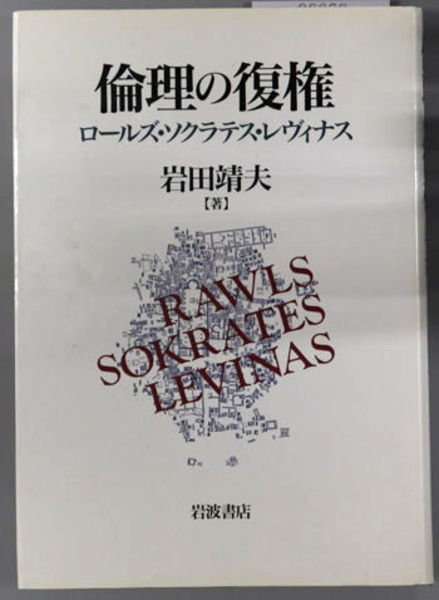 倫理の復権
ロールズ・ソクラテス・レヴィナス
岩田靖夫
【著】
RAWLS
SOKRATES
LEVINAS
岩波書店